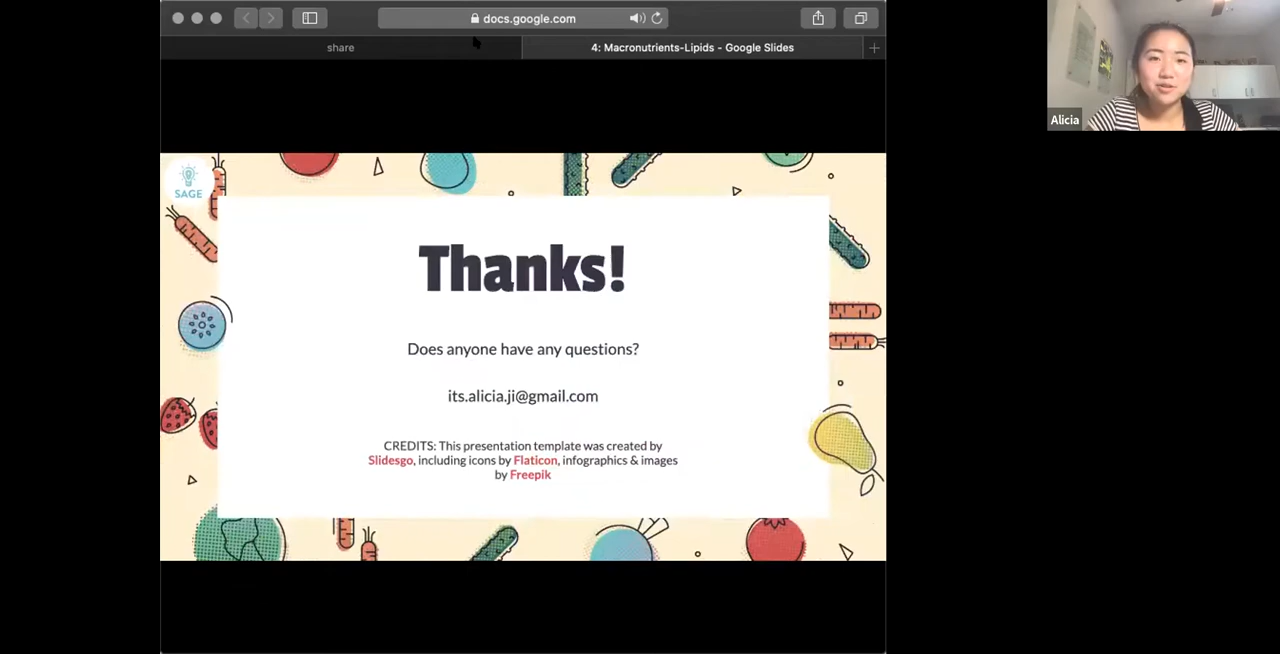 docs.google.com
share
4: Macronutrients-Lipids - Google Slides
Alicia
SAGE
Thanks!
Does anyone have any questions?
its.alicia.ji@gmail.com
CREDITS: This presentation template was created by
Slidesgo, including icons by Flaticon, infographics & images
by Freepik